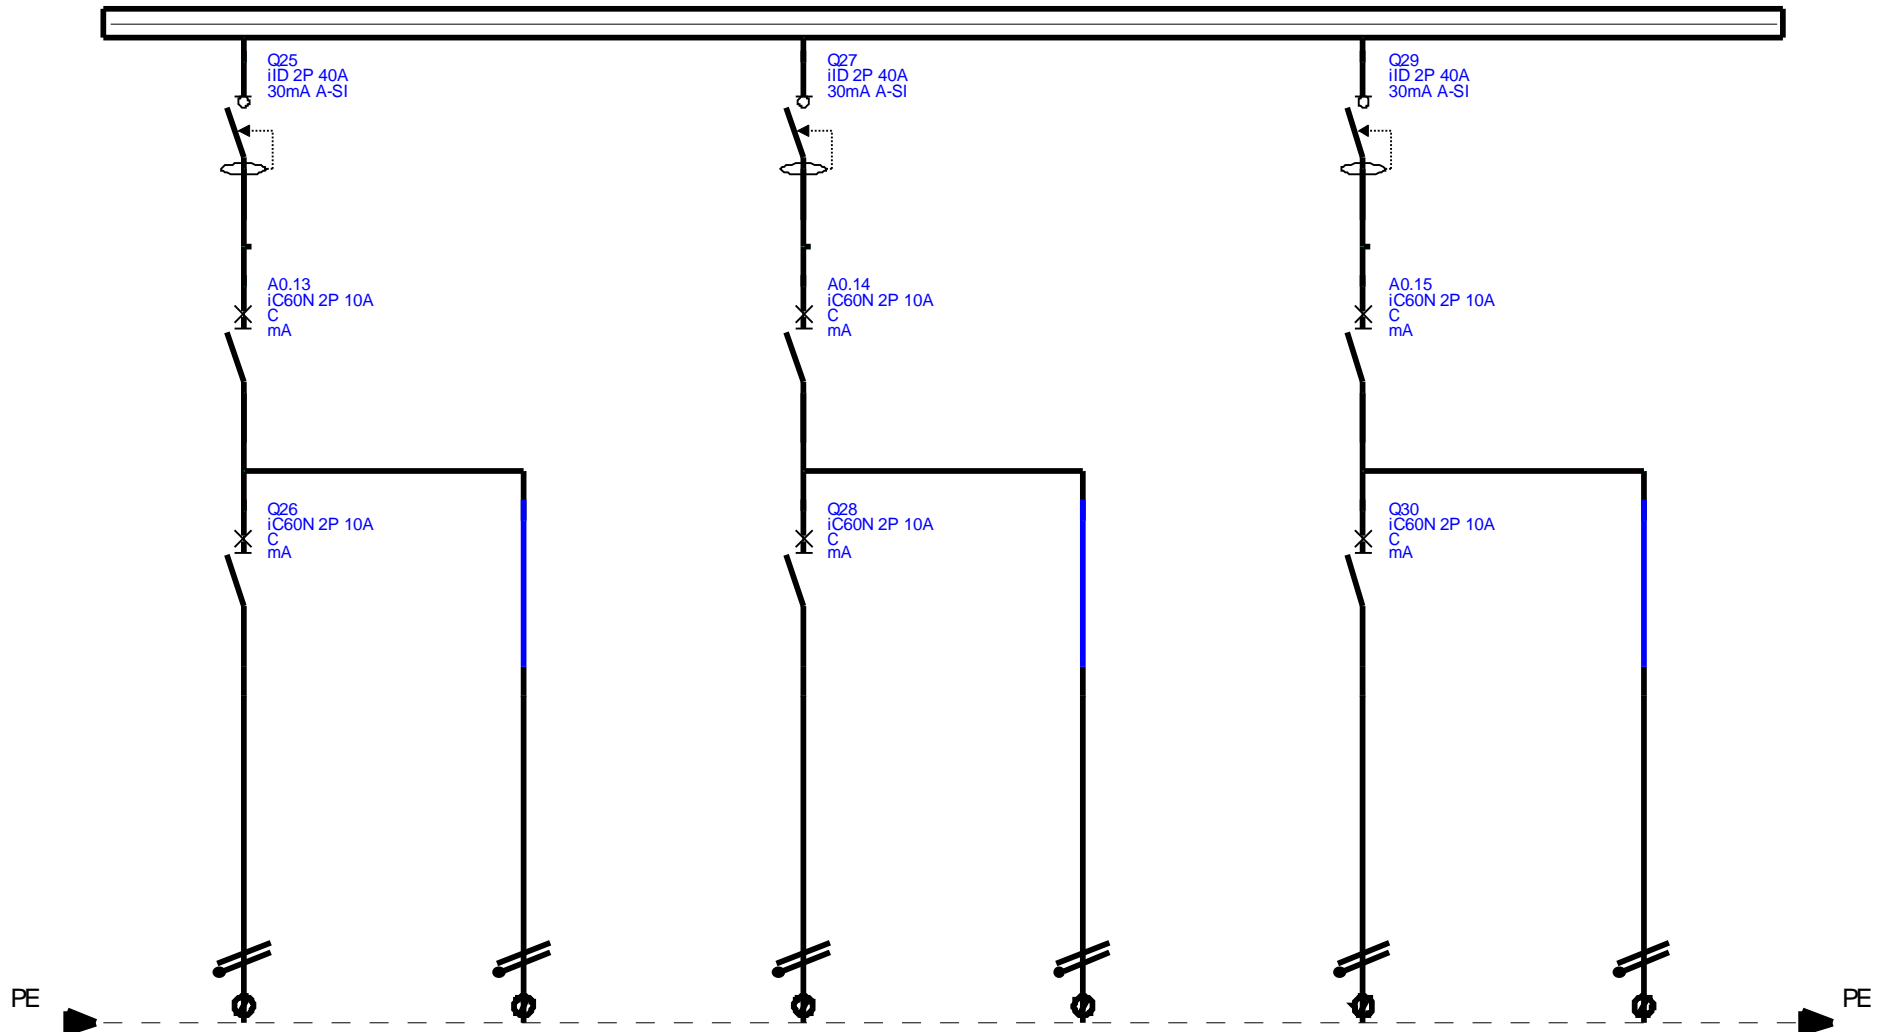 Q25
iID 2P 40A
30mA A-SI
Q27
iID 2P 40A
30mA A-SI
Q29
iID 2P 40A
30mA A-SI
A0.13
iC60N 2P 10A
C
mA
A0.14
iC60N 2P 10A
C
mA
A0.15
iC60N 2P 10A
C
mA
Q26
iC60N 2P 10A
C
mA
Q28
iC60N 2P 10A
C
mA
Q30
iC60N 2P 10A
C
mA
PE
PE